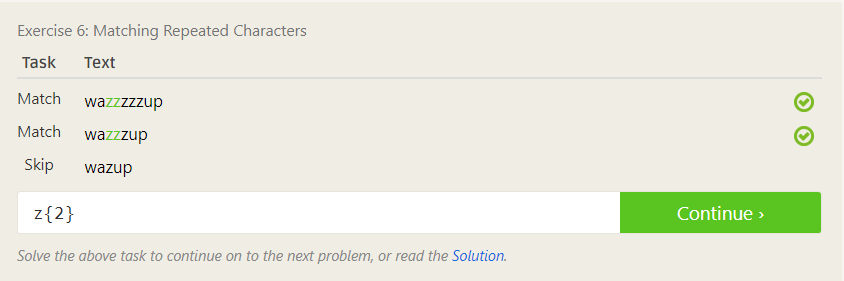 Exercise 6: Matching Repeated Characters
Task Text
Match wazzzzzup
Match wazzzup
Skip wazup
z{2} Continue ›
Solve the above task to continue on to the next problem, or read the Solution.